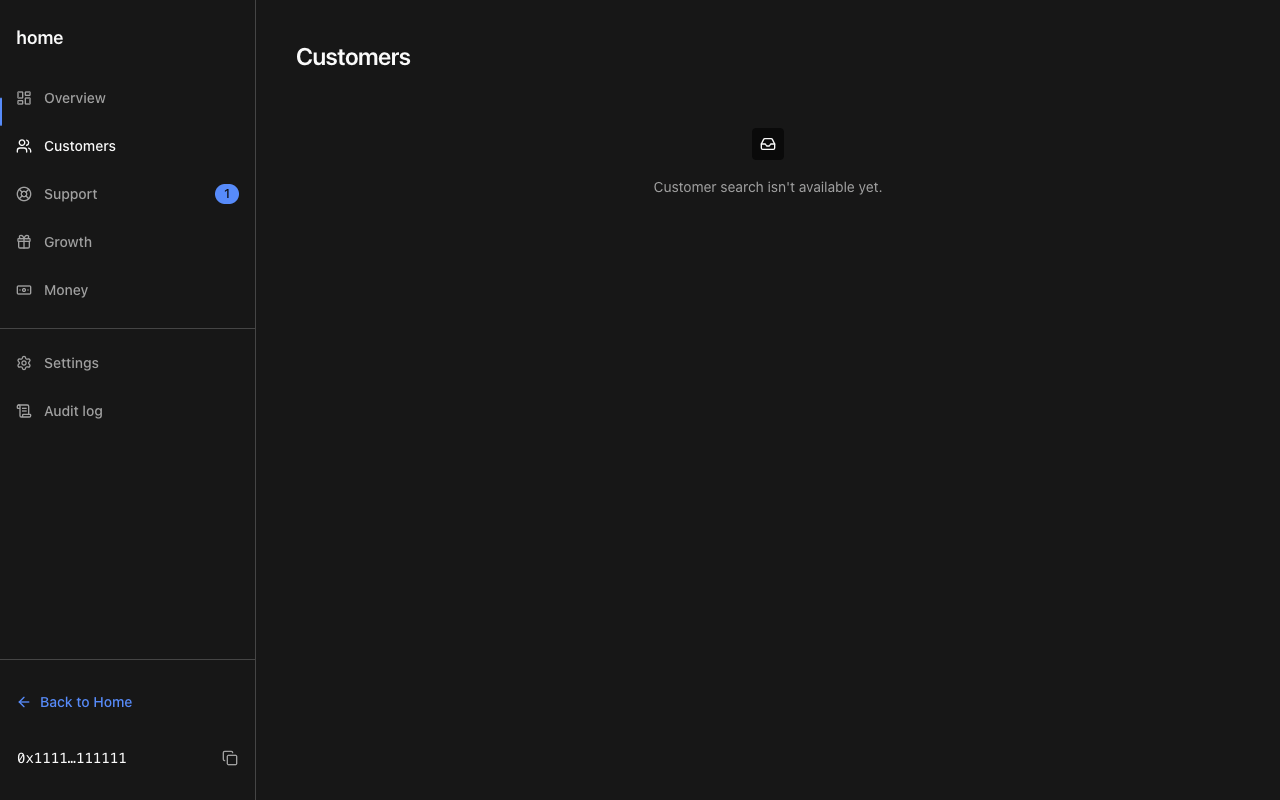 home
Overview
Customers
Support
1
Growth
Money
Settings
Audit log
Back to Home
0x1111…111111
Customers
Customer search isn't available yet.